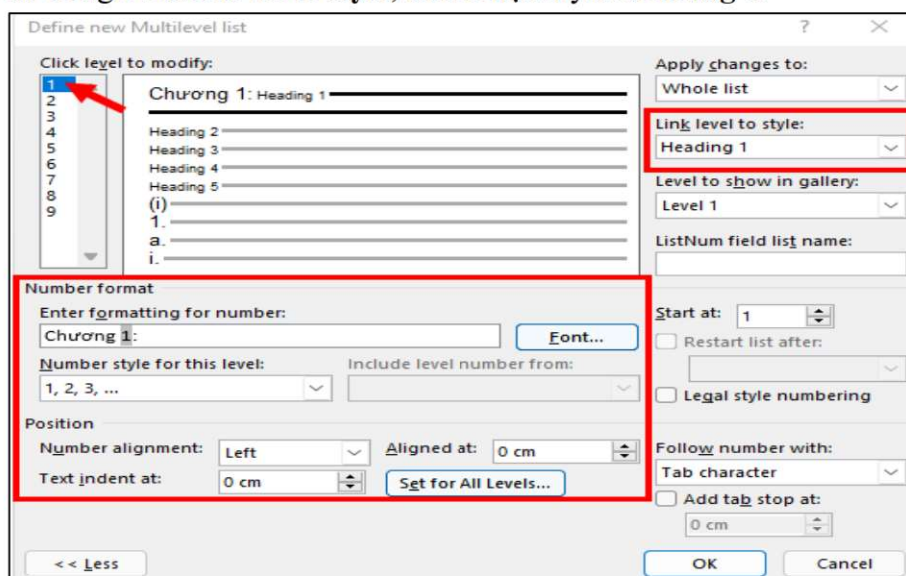 Define new Multilevel list ? ×
Click level to modify:
1
2
3
4
5
6
7
8
9
Chương 1: Heading 1
Heading 2
Heading 3
Heading 4
Heading 5
(i)
1.
a.
i.
Apply changes to:
Whole list
Link level to style:
Heading 1
Level to show in gallery:
Level 1
ListNum field list name:
Number format
Enter formatting for number:
Chương 1:
Font...
Number style for this level:
1, 2, 3, ...
Include level number from:
Start at: 1
Restart list after:
Legal style numbering
Position
Number alignment: Left
Aligned at: 0 cm
Text indent at: 0 cm
Set for All Levels...
Follow number with:
Tab character
Add tab stop at:
0 cm
<< Less
OK
Cancel